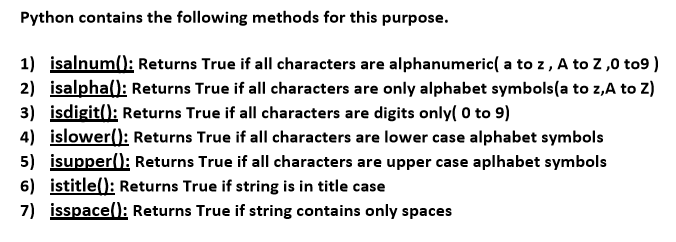 Python contains the following methods for this purpose.
1) isalnum(): Returns True if all characters are alphanumeric( a to z , A to Z ,0 to9 )
2) isalpha(): Returns True if all characters are only alphabet symbols(a to z,A to Z)
3) isdigit(): Returns True if all characters are digits only( 0 to 9)
4) islower(): Returns True if all characters are lower case alphabet symbols
5) isupper(): Returns True if all characters are upper case aplhabet symbols
6) istitle(): Returns True if string is in title case
7) isspace(): Returns True if string contains only spaces